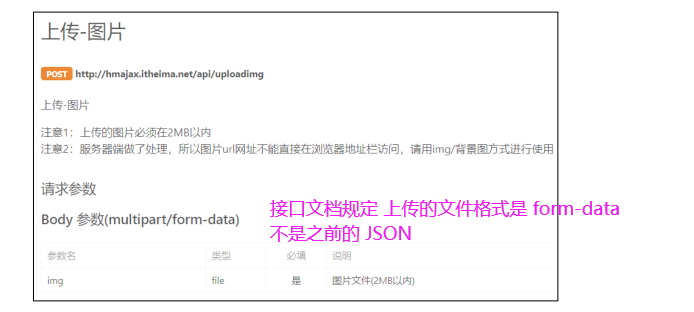 上传-图片
POST http://hmajax.itheima.net/api/uploadimg
上传-图片
注意1：上传的图片必须在2MB以内
注意2：服务器端做了处理，所以图片url网址不能直接在浏览器地址栏访问，请用img/背景图方式进行使用
请求参数
Body 参数(multipart/form-data)
接口文档规定 上传的文件格式是 form-data
不是之前的 JSON
参数名 类型 必填 说明
img file 是 图片文件(2MB以内)